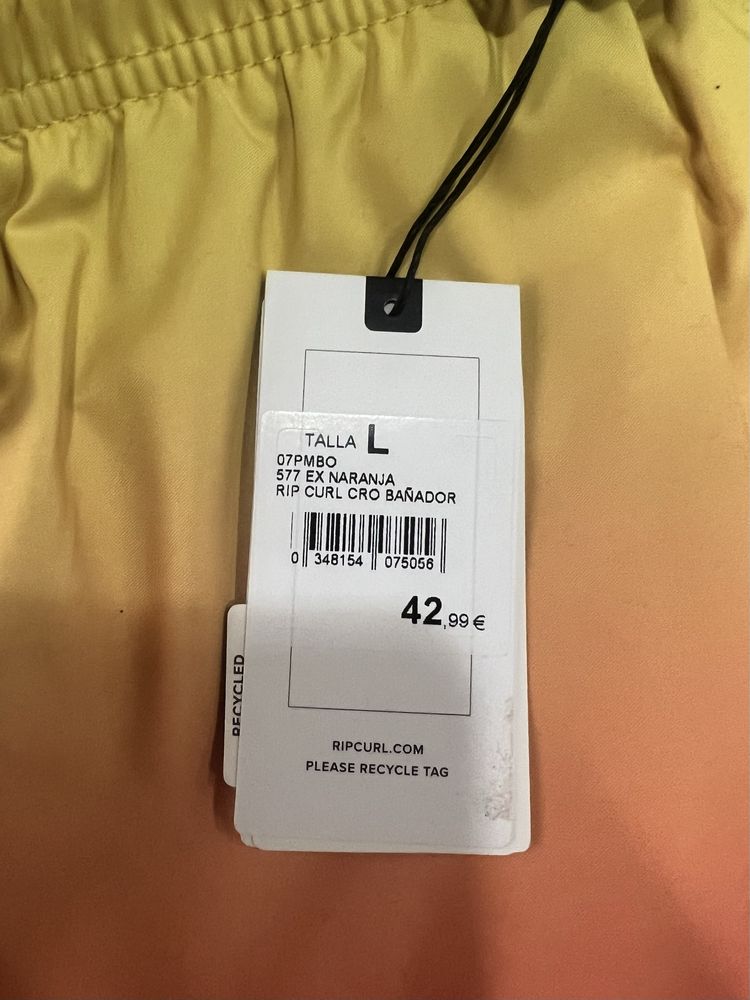 TALLA L
07PMBO
577 EX NARANJA
RIP CURL CRO BAÑADOR
0 348154 075056
42,99 €
RECYCLED
RIPCURL.COM
PLEASE RECYCLE TAG